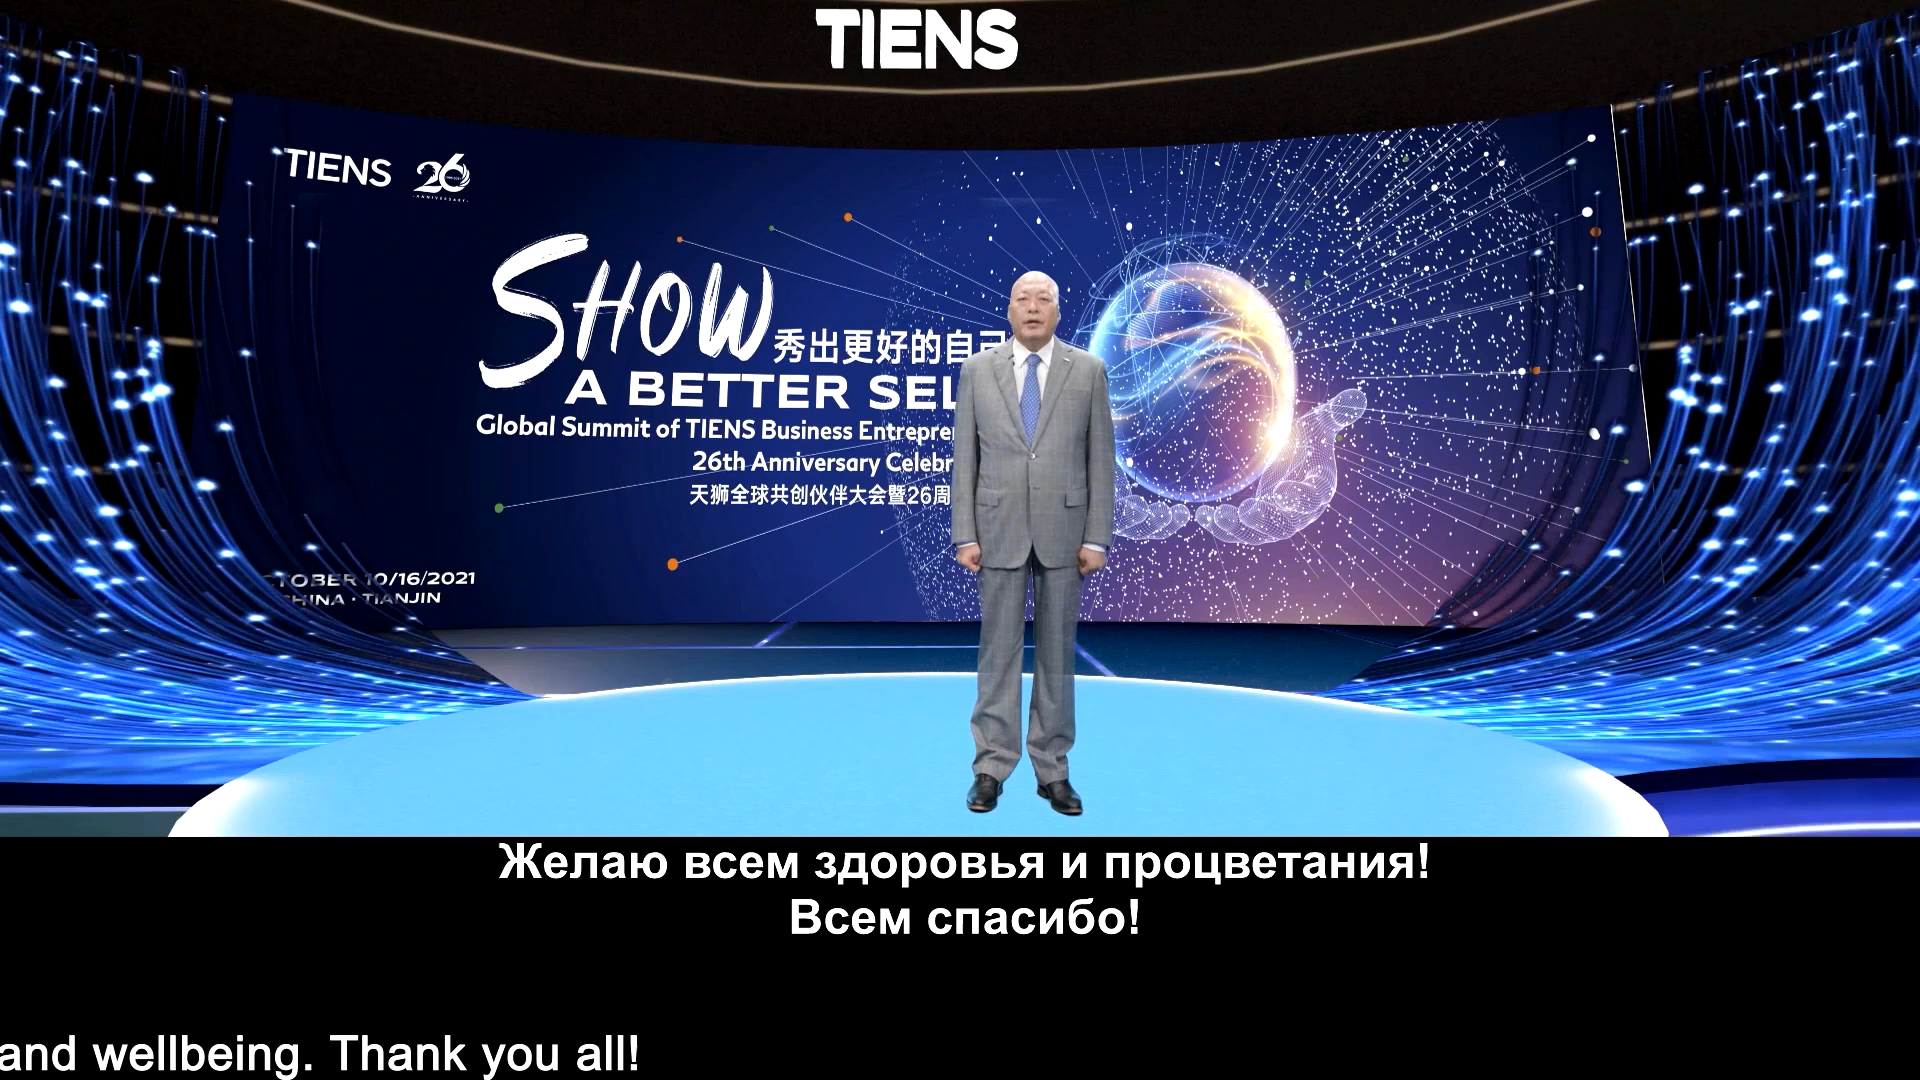 TIENS
TIENS 26
ANNIVERSARY
SHOW 秀出更好的自己
A BETTER SEL
Global Summit of TIENS Business Entrepre
26th Anniversary Celebr
天狮全球共创伙伴大会暨26周
TOBER 10/16/2021
CHINA · TIANJIN
Желаю всем здоровья и процветания!
Всем спасибо!
and wellbeing. Thank you all!